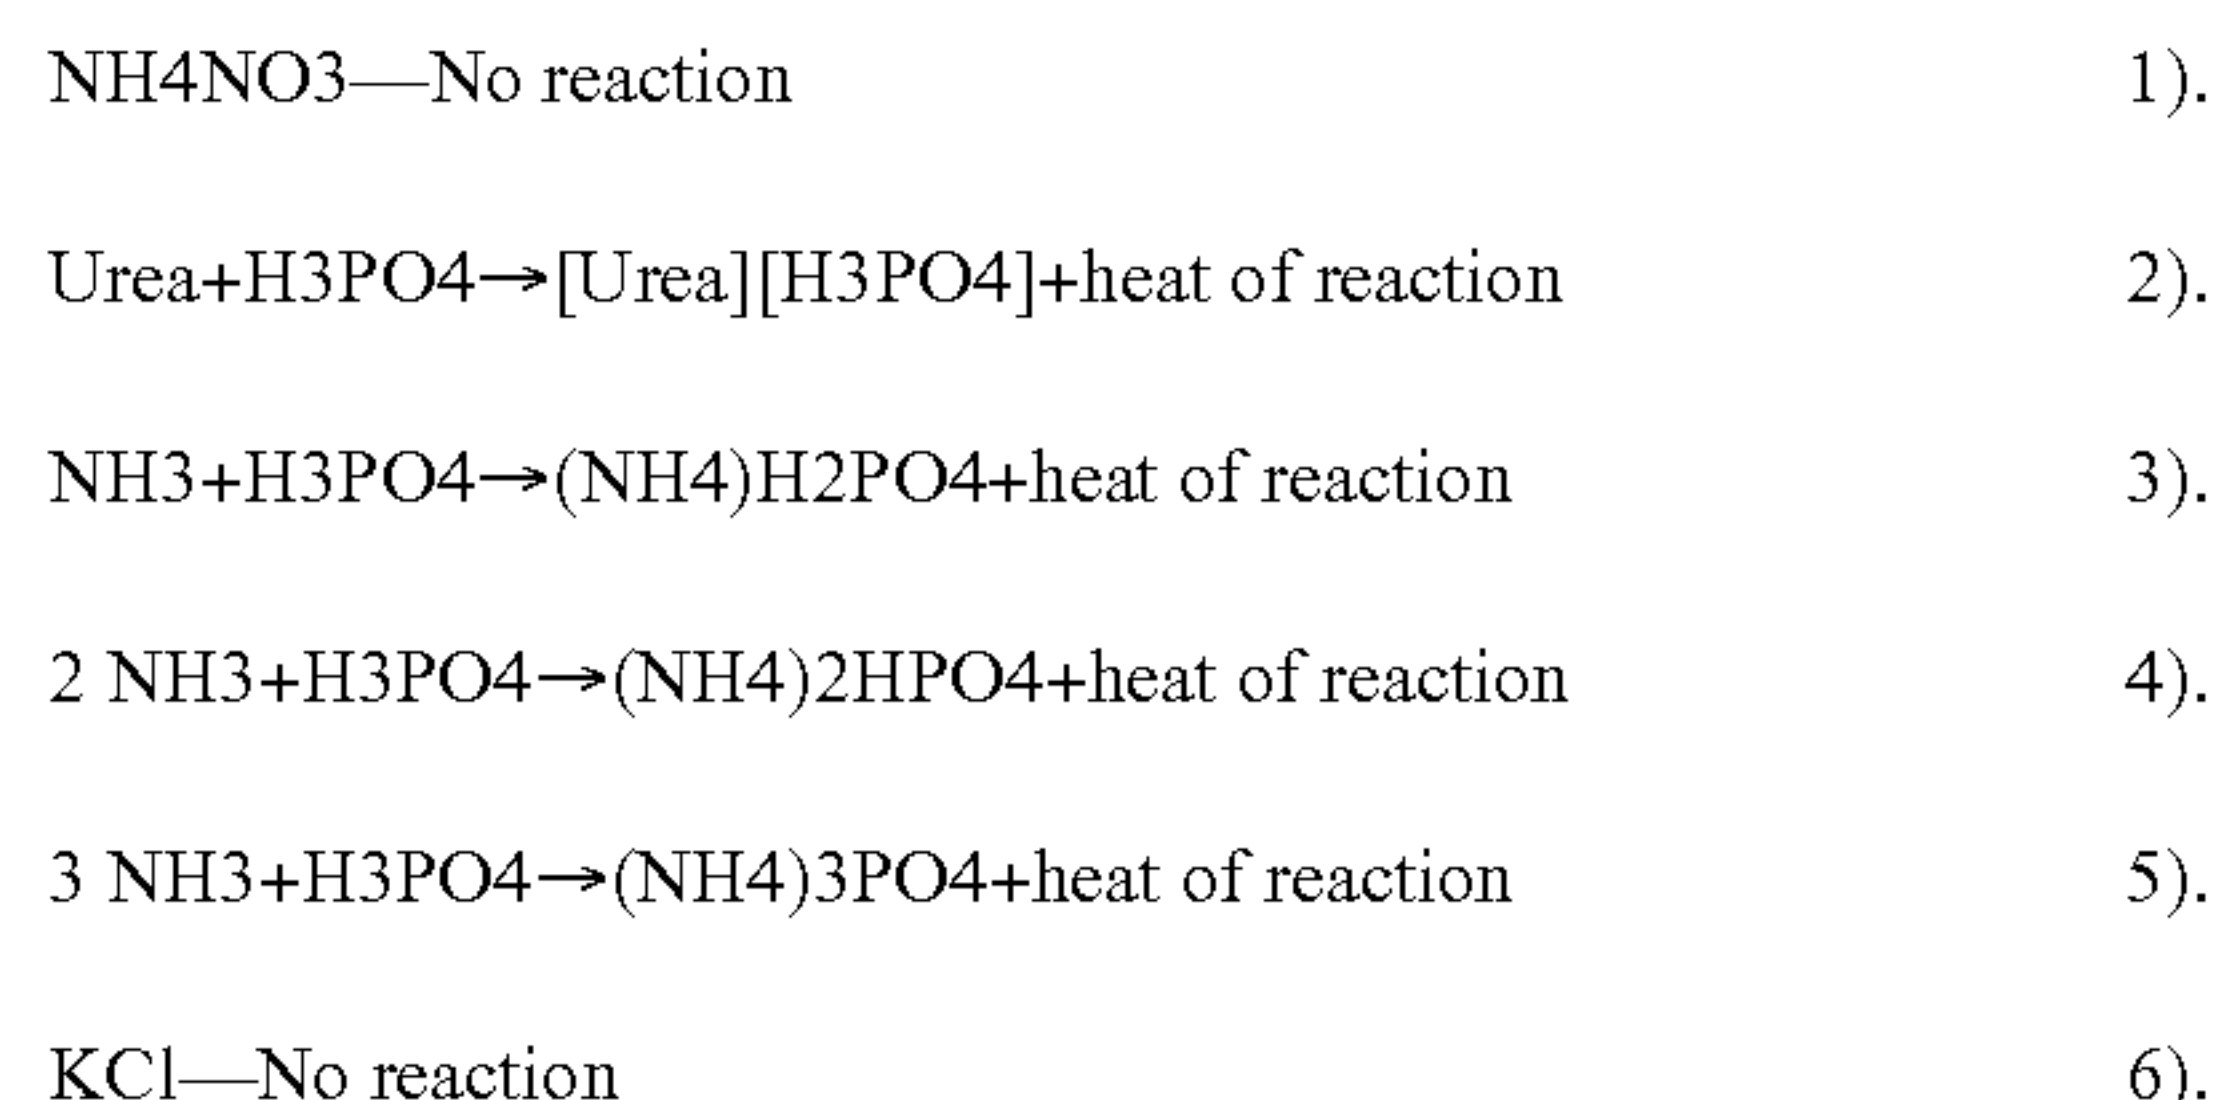 NH4NO3—No reaction 1).
Urea+H3PO4→[Urea][H3PO4]+heat of reaction 2).
NH3+H3PO4→(NH4)H2PO4+heat of reaction 3).
2 NH3+H3PO4→(NH4)2HPO4+heat of reaction 4).
3 NH3+H3PO4→(NH4)3PO4+heat of reaction 5).
KCl—No reaction 6).